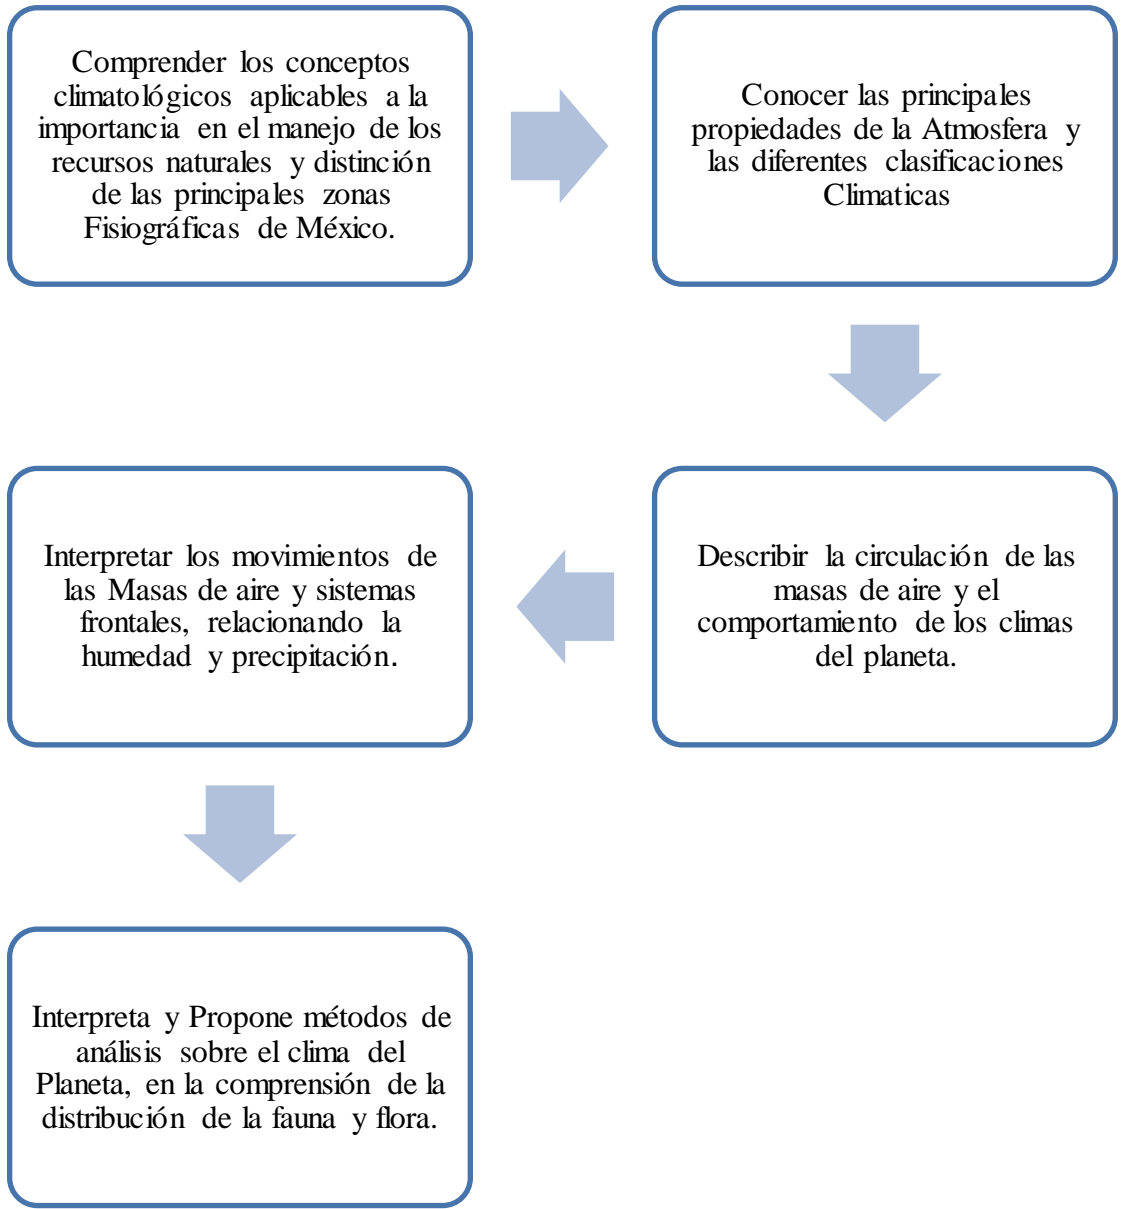 Comprender los conceptos
climatológicos aplicables a la
importancia en el manejo de los
recursos naturales y distinción
de las principales zonas
Fisiográficas de México.
Conocer las principales
propiedades de la Atmosfera y
las diferentes clasificaciones
Climaticas
Describir la circulación de las
masas de aire y el
comportamiento de los climas
del planeta.
Interpretar los movimientos de
las Masas de aire y sistemas
frontales, relacionando la
humedad y precipitación.
Interpreta y Propone métodos de
análisis sobre el clima del
Planeta, en la comprensión de la
distribución de la fauna y flora.